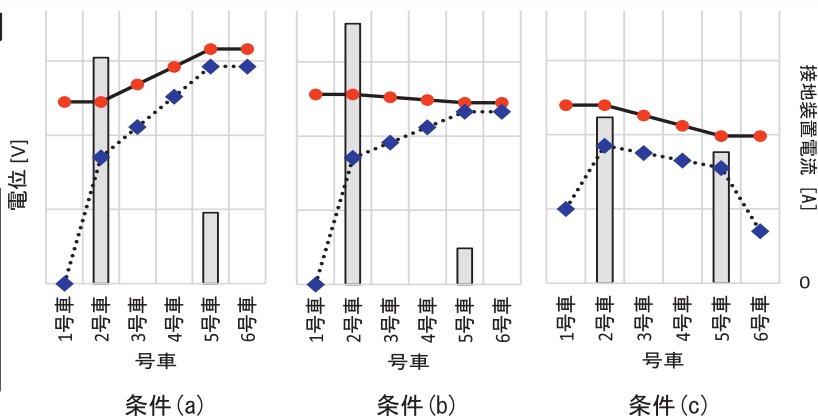 電位 [V]
1号車 2号車 3号車 4号車 5号車 6号車
号車
条件(a)
1号車 2号車 3号車 4号車 5号車 6号車
号車
条件(b)
1号車 2号車 3号車 4号車 5号車 6号車
号車
条件(c)
接地装置電流 [A]
0